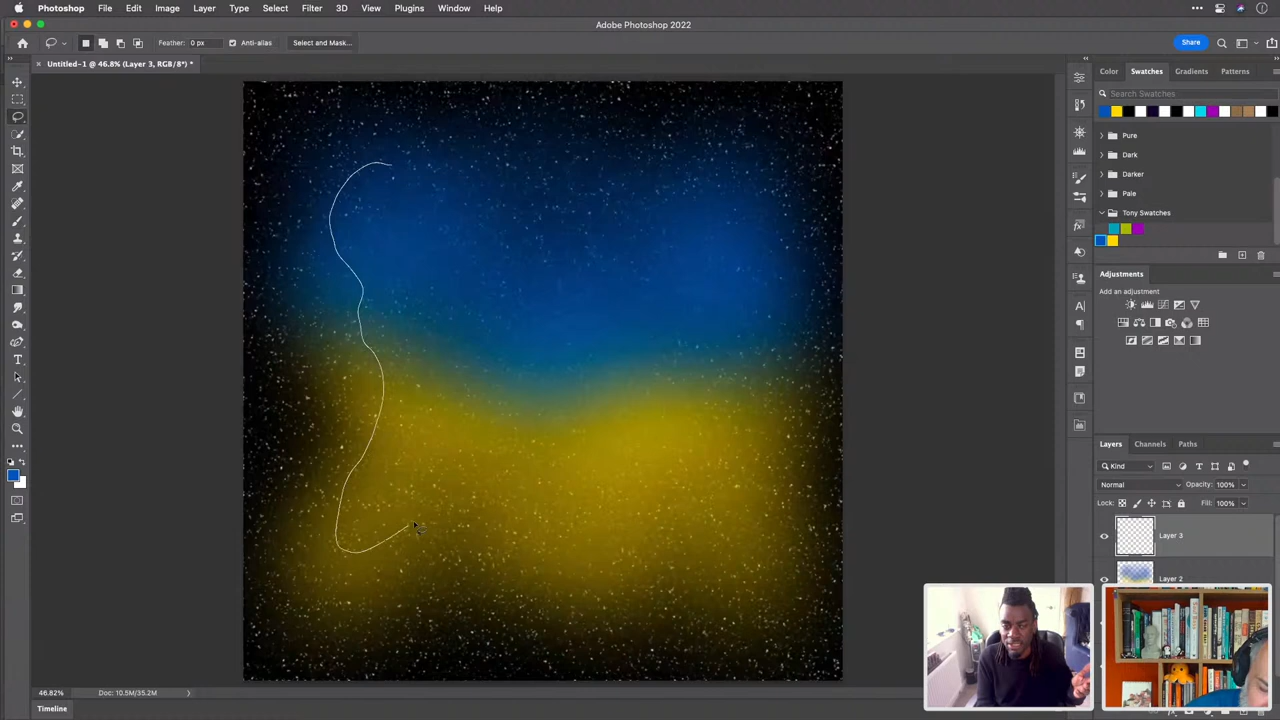 Photoshop File Edit Image Layer Type Select Filter 3D View Plugins Window Help
Adobe Photoshop 2022
Feather: 0 px Anti-alias Select and Mask... Share
Untitled-1 @ 46.8% (Layer 3, RGB/8*) *
Color Swatches Gradients Patterns
Search Swatches
Pure
Dark
Darker
Pale
Tony Swatches
Adjustments
Add an adjustment
Layers Channels Paths
Kind
Normal Opacity: 100%
Lock: Fill: 100%
Layer 3
Layer 2
46.82% Doc: 10.5M/35.2M
Timeline